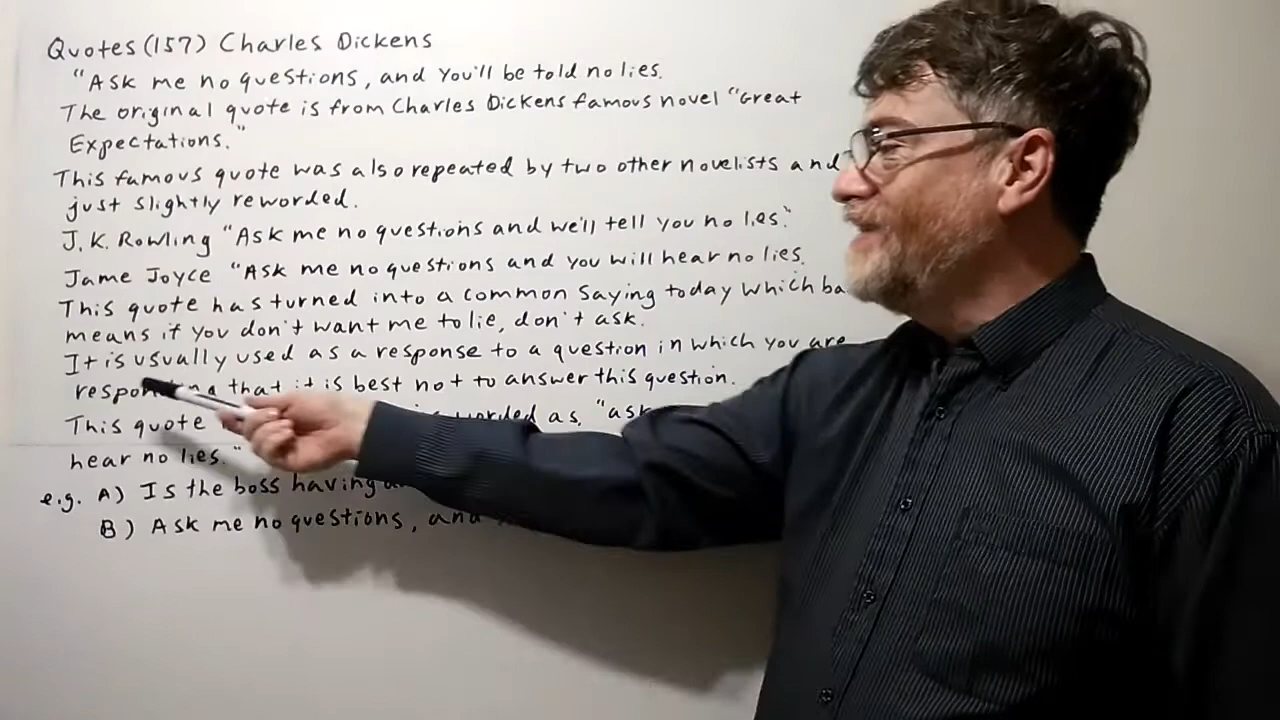 Quotes (157) Charles Dickens
"Ask me no questions, and you'll be told no lies.
The original quote is from Charles Dickens famous novel "Great
Expectations."
This famous quote was also repeated by two other novelists and
just slightly reworded.
J.K. Rowling "Ask me no questions and we'll tell you no lies."
Jame Joyce "Ask me no questions and you will hear no lies.
This quote has turned into a common saying today which
means if you don't want me to lie, don't ask.
It is usually used as a response to a question in which you are
that it is best not to answer this question.
This quote worded as, "ask
hear no lies."
e.g. A) Is the boss having
B) Ask me no questions, and